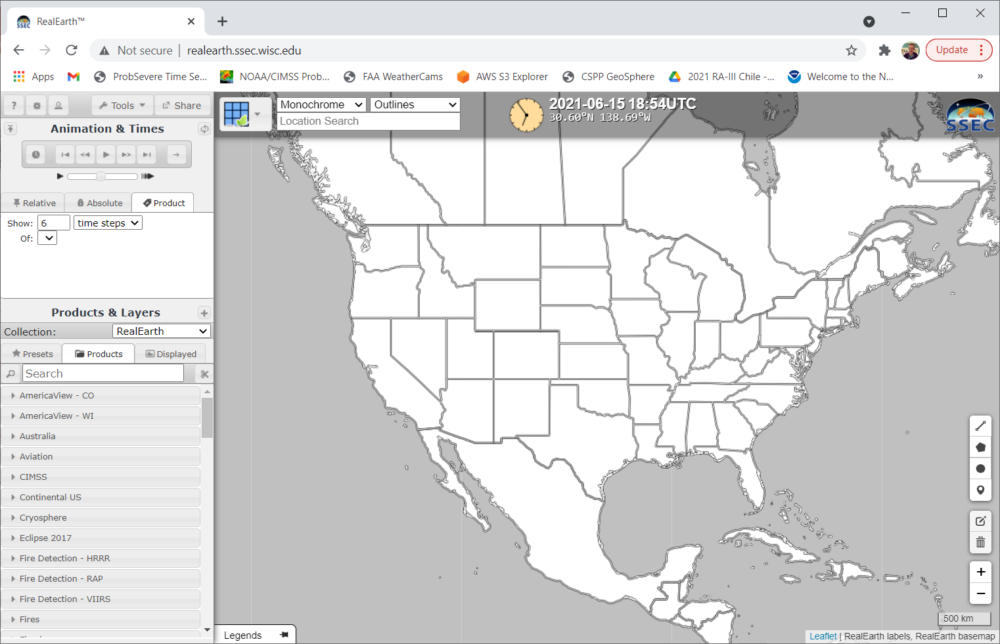 RealEarth™
Not secure | realearth.ssec.wisc.edu
Update
Apps
ProbSevere Time Se...
NOAA/CIMSS Prob...
FAA WeatherCams
AWS S3 Explorer
CSPP GeoSphere
2021 RA-III Chile -...
Welcome to the N...
»
? Tools Share
Animation & Times
Relative Absolute Product
Show: 6 time steps
Of:
Products & Layers
Collection: RealEarth
Presets Products Displayed
Search
AmericaView - CO
AmericaView - WI
Australia
Aviation
CIMSS
Continental US
Cryosphere
Eclipse 2017
Fire Detection - HRRR
Fire Detection - RAP
Fire Detection - VIIRS
Fires
Monochrome Outlines
Location Search
2021-06-15 18:54UTC
30.60°N 138.69°W
SSEC
+
−
500 km
Legends
Leaflet | RealEarth labels, RealEarth basemap